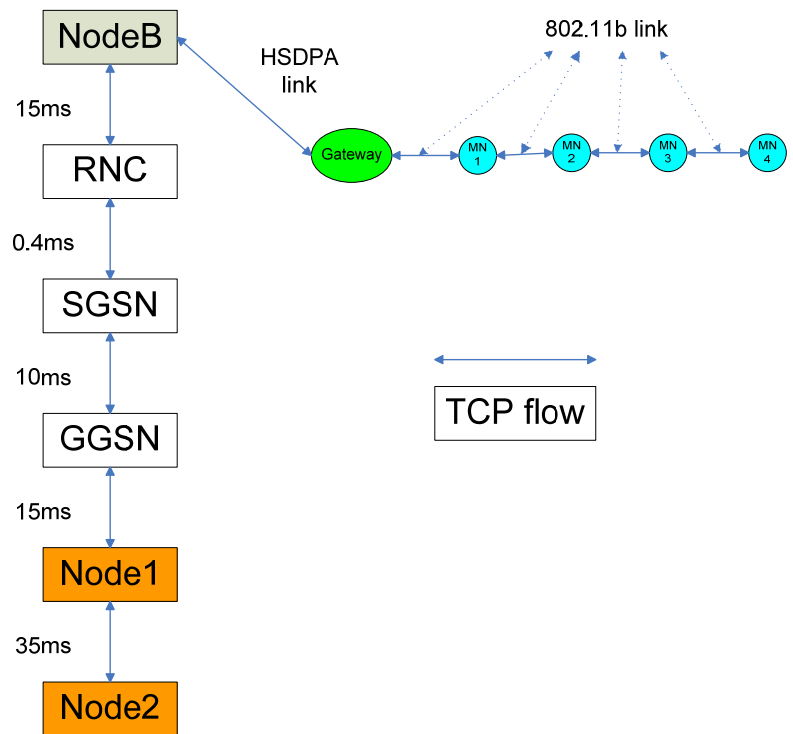 NodeB
802.11b link
HSDPA
link
15ms
Gateway
MN
1
MN
2
MN
3
MN
4
RNC
0.4ms
SGSN
10ms
TCP flow
GGSN
15ms
Node1
35ms
Node2